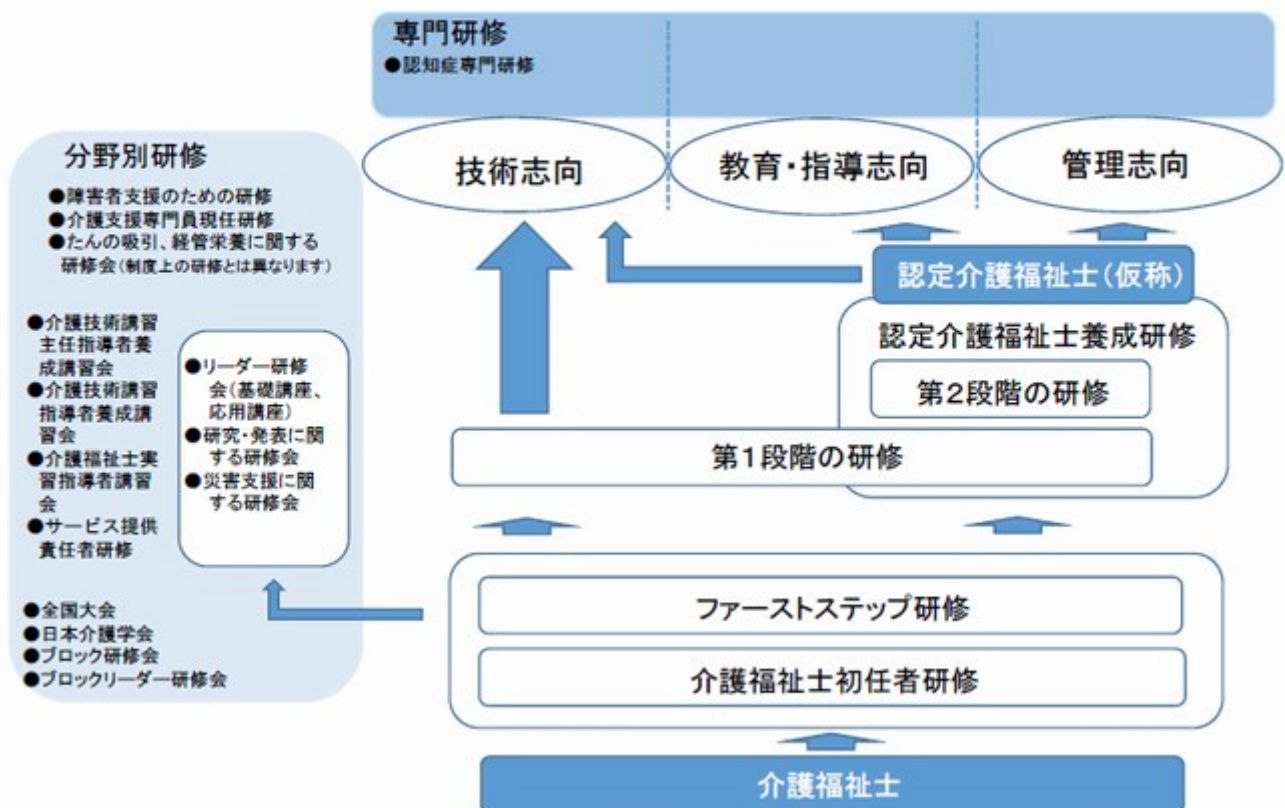 専門研修
●認知症専門研修
技術志向
教育・指導志向
管理志向
分野別研修
●障害者支援のための研修
●介護支援専門員現任研修
●たんの吸引、経管栄養に関する
研修会(制度上の研修とは異なります)
●介護技術講習
主任指導者養
成講習会
●介護技術講習
指導者養成講
習会
●介護福祉士実
習指導者講習
会
●サービス提供
責任者研修
●リーダー研修
会(基礎講座、
応用講座)
●研究・発表に関
する研修会
●災害支援に関
する研修会
●全国大会
●日本介護学会
●ブロック研修会
●ブロックリーダー研修会
認定介護福祉士(仮称)
認定介護福祉士養成研修
第2段階の研修
第1段階の研修
ファーストステップ研修
介護福祉士初任者研修
介護福祉士